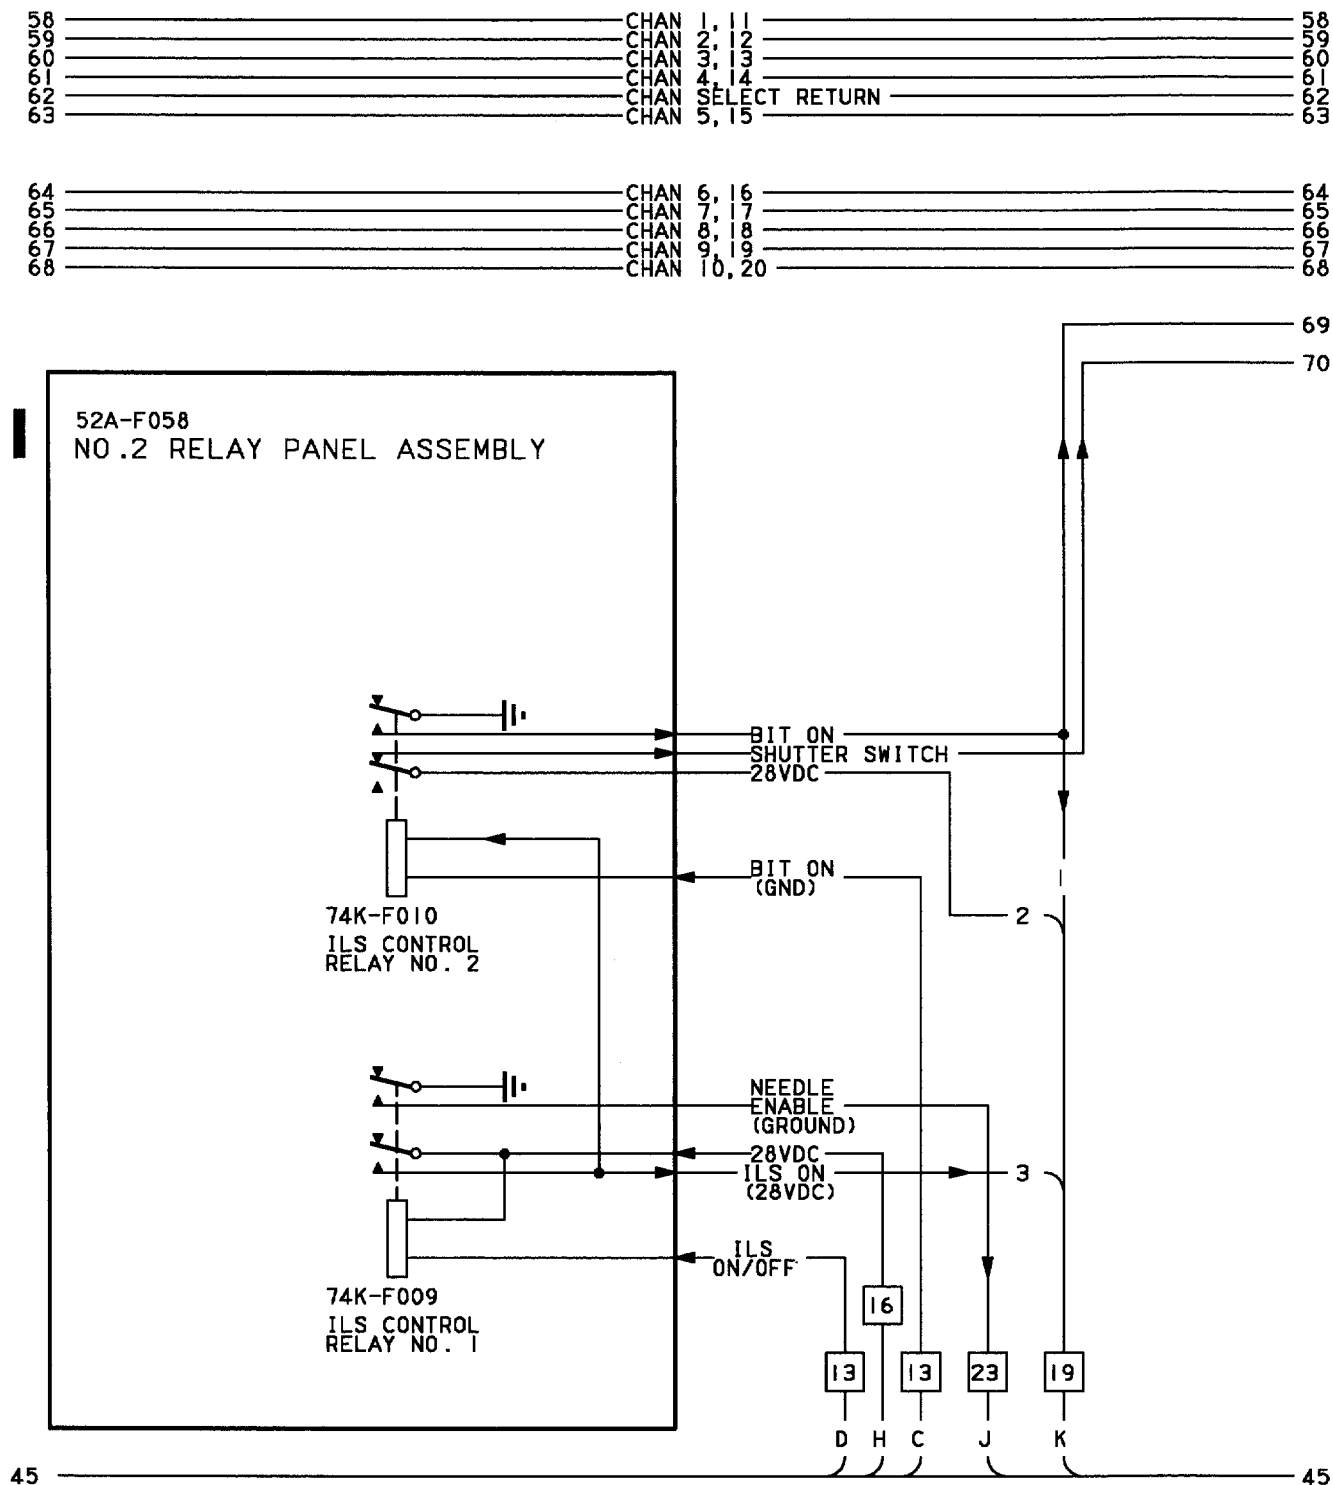 58 CHAN 1,11 58
59 CHAN 2,12 59
60 CHAN 3,13 60
61 CHAN 4,14 61
62 CHAN SELECT RETURN 62
63 CHAN 5,15 63
64 CHAN 6,16 64
65 CHAN 7,17 65
66 CHAN 8,18 66
67 CHAN 9,19 67
68 CHAN 10,20 68
69
70
52A-F058
NO.2 RELAY PANEL ASSEMBLY
BIT ON
SHUTTER SWITCH
28VDC
BIT ON
(GND)
1
2
74K-F010
ILS CONTROL
RELAY NO. 2
NEEDLE
ENABLE
(GROUND)
28VDC
ILS ON
(28VDC)
3
ILS
ON/OFF
74K-F009
ILS CONTROL
RELAY NO. 1
16
13 13 23 19
D H C J K
45 45